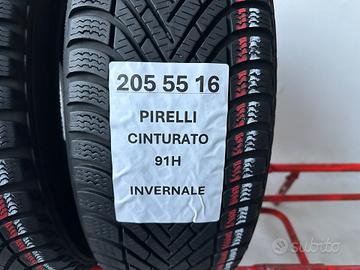 205 55 16
PIRELLI
CINTURATO
91H
INVERNALE
subito